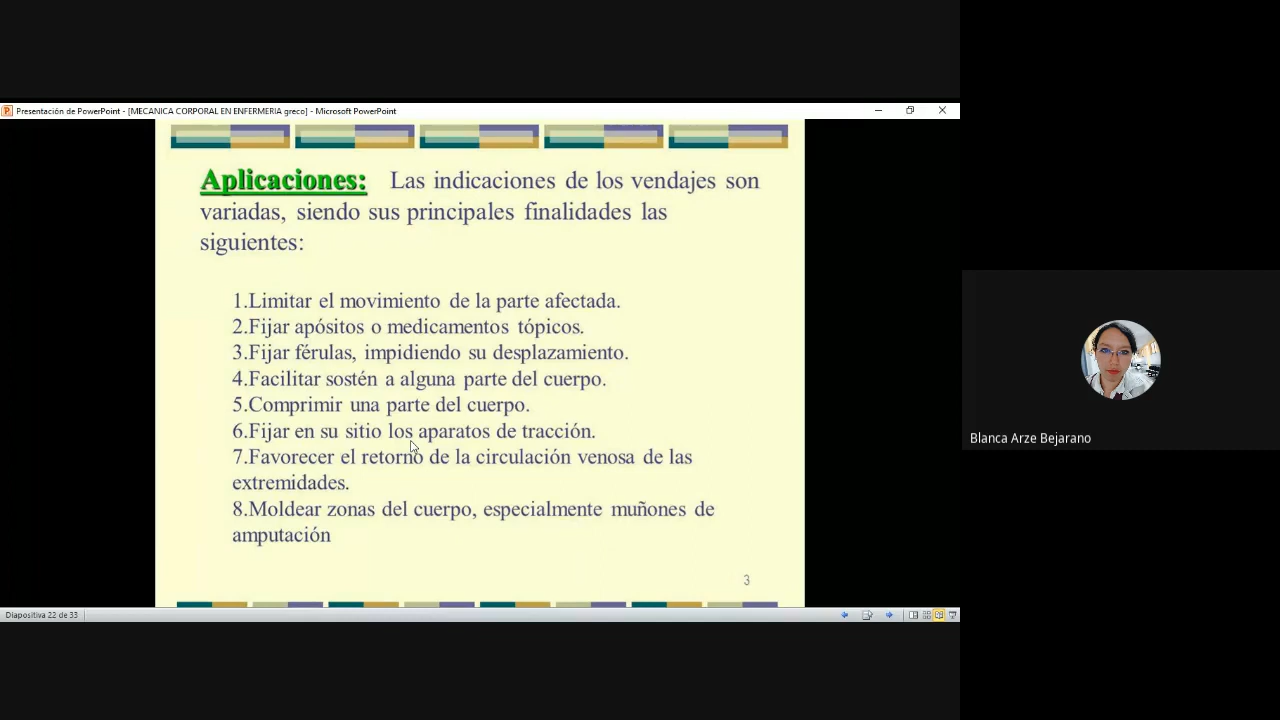 Presentación de PowerPoint - [MECANICA CORPORAL EN ENFERMERIA greco] - Microsoft PowerPoint
Aplicaciones: Las indicaciones de los vendajes son
variadas, siendo sus principales finalidades las
siguientes:
1.Limitar el movimiento de la parte afectada.
2.Fijar apósitos o medicamentos tópicos.
3.Fijar férulas, impidiendo su desplazamiento.
4.Facilitar sostén a alguna parte del cuerpo.
5.Comprimir una parte del cuerpo.
6.Fijar en su sitio los aparatos de tracción.
7.Favorecer el retorno de la circulación venosa de las
extremidades.
8.Moldear zonas del cuerpo, especialmente muñones de
amputación
3
Diapositiva 22 de 33
Blanca Arze Bejarano